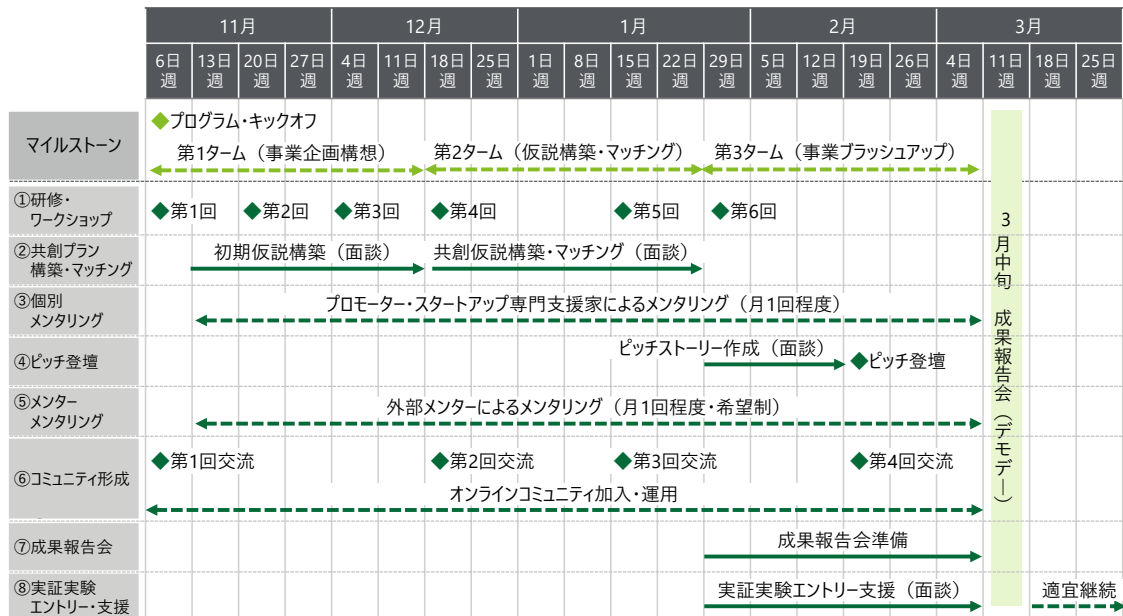 11月 12月 1月 2月 3月
6日 13日 20日 27日 4日 11日 18日 25日 1日 8日 15日 22日 29日 5日 12日 19日 26日 4日 11日 18日 25日
週 週 週 週 週 週 週 週 週 週 週 週 週 週 週 週 週 週 週 週 週
マイルストーン
◆プログラム・キックオフ
第1ターム（事業企画構想） 第2ターム（仮説構築・マッチング） 第3ターム（事業ブラッシュアップ）
①研修・
ワークショップ
◆第1回 ◆第2回 ◆第3回 ◆第4回 ◆第5回 ◆第6回
②共創プラン
構築・マッチング
初期仮説構築（面談） 共創仮説構築・マッチング（面談）
③個別
メンタリング
プロモーター・スタートアップ専門支援家によるメンタリング（月1回程度）
④ピッチ登壇
ピッチストーリー作成（面談） ◆ピッチ登壇
⑤メンター
メンタリング
外部メンターによるメンタリング（月1回程度・希望制）
⑥コミュニティ形成
◆第1回交流 ◆第2回交流 ◆第3回交流 ◆第4回交流
オンラインコミュニティ加入・運用
⑦成果報告会
成果報告会準備
⑧実証実験
エントリー・支援
実証実験エントリー支援（面談） 適宜継続
3月中旬 成果報告会（デモデー）